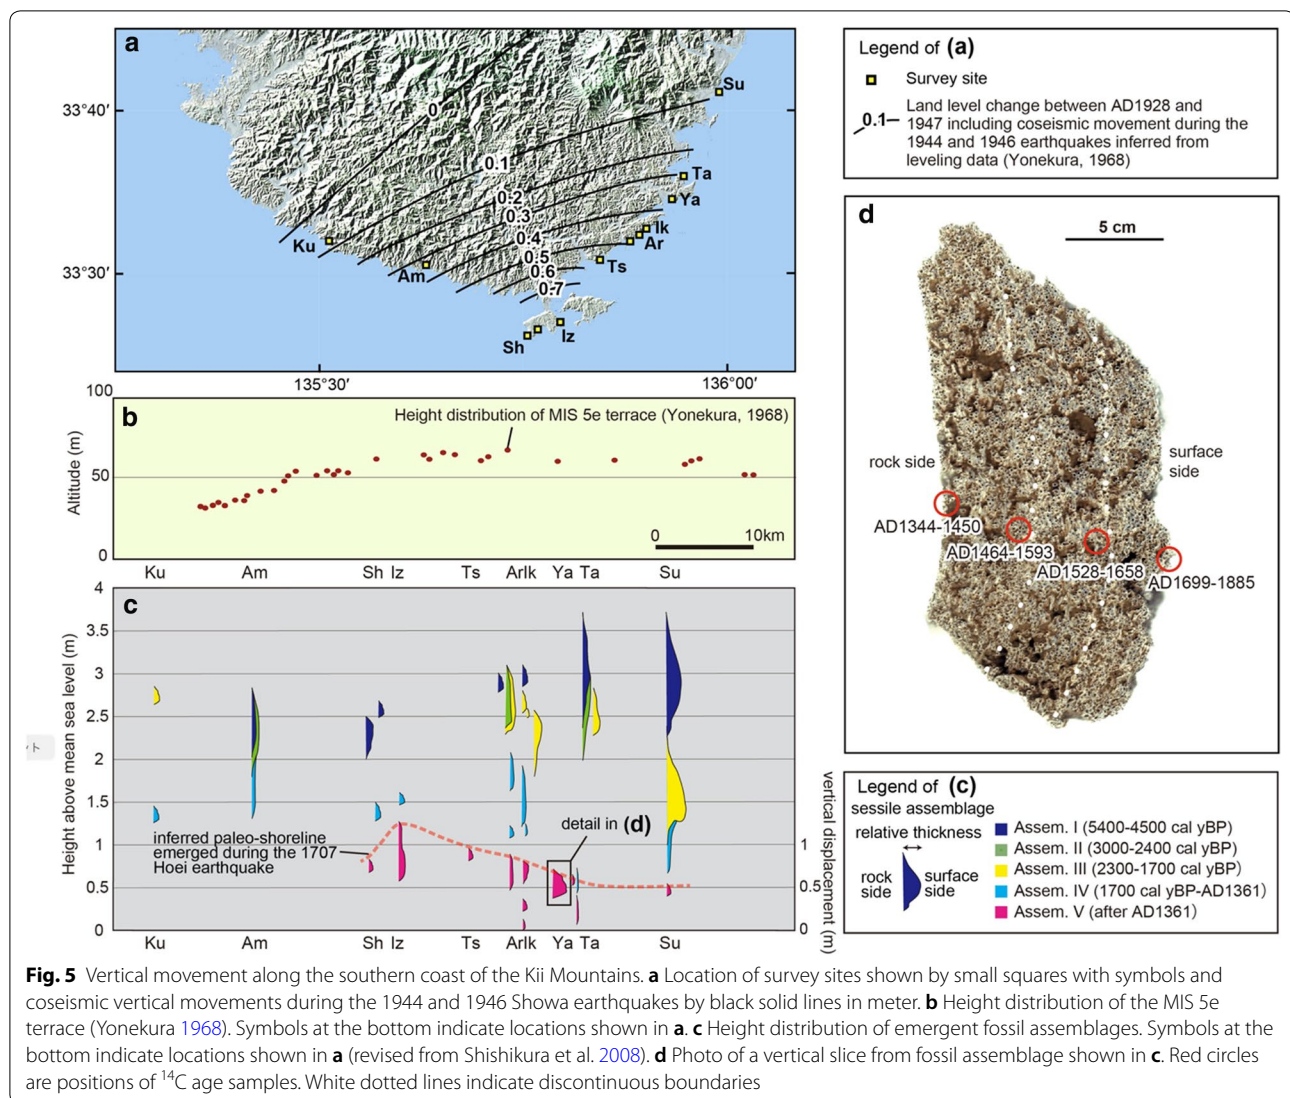 a
Su
33°40′
0
0.1
Ta
0.2
Ya
0.3
Ik
Ku
0.4
Ar
0.5
Ts
33°30′
Am
0.6
0.7
Iz
Sh
135°30′
136°00′
Legend of (a)
Survey site
0.1
Land level change between AD1928 and
1947 including coseismic movement during the
1944 and 1946 earthquakes inferred from
leveling data (Yonekura, 1968)
b
100
50
0
Altitude (m)
Height distribution of MIS 5e terrace (Yonekura, 1968)
0 10km
Ku Am Sh Iz Ts ArIk Ya Ta Su
c
4
3.5
3
2.5
2
1.5
1
0.5
0
Height above mean sea level (m)
inferred paleo-shoreline
emerged during the 1707
Hoei earthquake
detail in (d)
1
0.5
0
vertical displacement (m)
Ku Am Sh Iz Ts ArIk Ya Ta Su
d
5 cm
rock side
surface
side
AD1344-1450
AD1464-1593
AD1528-1658
AD1699-1885
Legend of (c)
sessile assemblage
relative thickness
rock
side
surface
side
Assem. I (5400-4500 cal yBP)
Assem. II (3000-2400 cal yBP)
Assem. III (2300-1700 cal yBP)
Assem. IV (1700 cal yBP-AD1361)
Assem. V (after AD1361)
Fig. 5 Vertical movement along the southern coast of the Kii Mountains. a Location of survey sites shown by small squares with symbols and
coseismic vertical movements during the 1944 and 1946 Showa earthquakes by black solid lines in meter. b Height distribution of the MIS 5e
terrace (Yonekura 1968). Symbols at the bottom indicate locations shown in a. c Height distribution of emergent fossil assemblages. Symbols at the
bottom indicate locations shown in a (revised from Shishikura et al. 2008). d Photo of a vertical slice from fossil assemblage shown in c. Red circles
are positions of ¹⁴C age samples. White dotted lines indicate discontinuous boundaries